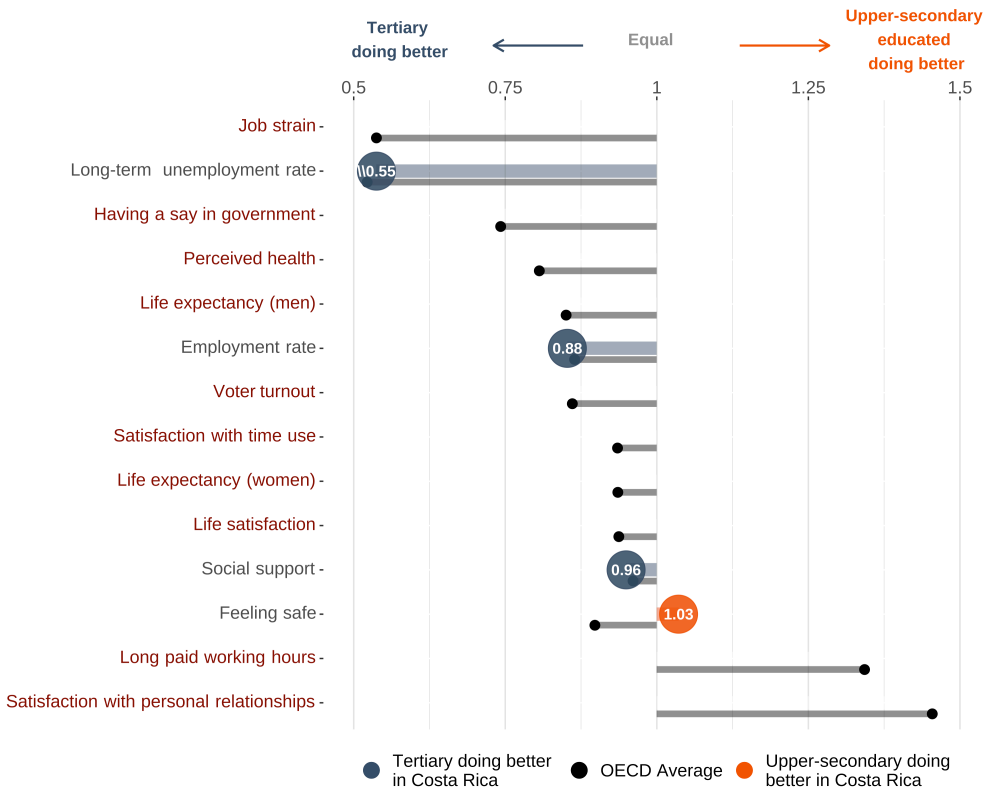 Tertiary
doing better
Equal
Upper-secondary
educated
doing better
0.5
0.75
1
1.25
1.5
Job strain
Long-term  unemployment rate
\\0.55
Having a say in government
Perceived health
Life expectancy (men)
Employment rate
0.88
Voter turnout
Satisfaction with time use
Life expectancy (women)
Life satisfaction
Social support
0.96
Feeling safe
1.03
Long paid working hours
Satisfaction with personal relationships
Tertiary doing better
in Costa Rica
OECD Average
Upper-secondary doing
better in Costa Rica